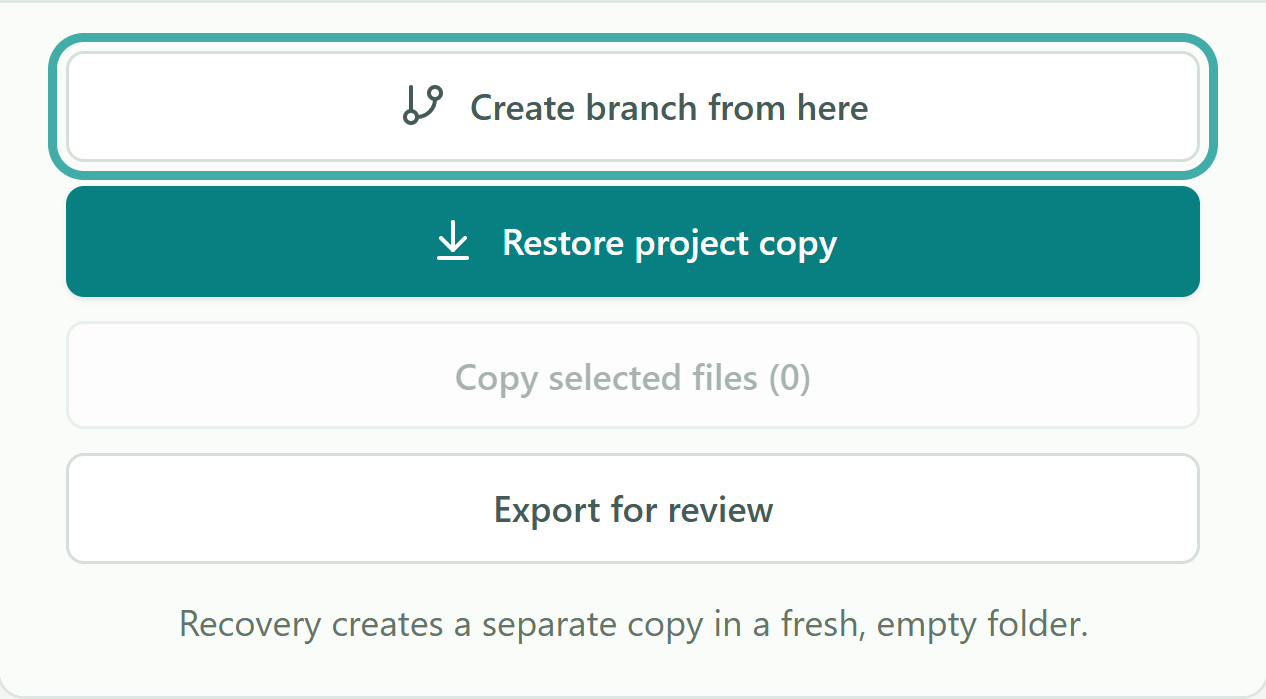 Create branch from here
Restore project copy
Copy selected files (0)
Export for review
Recovery creates a separate copy in a fresh, empty folder.